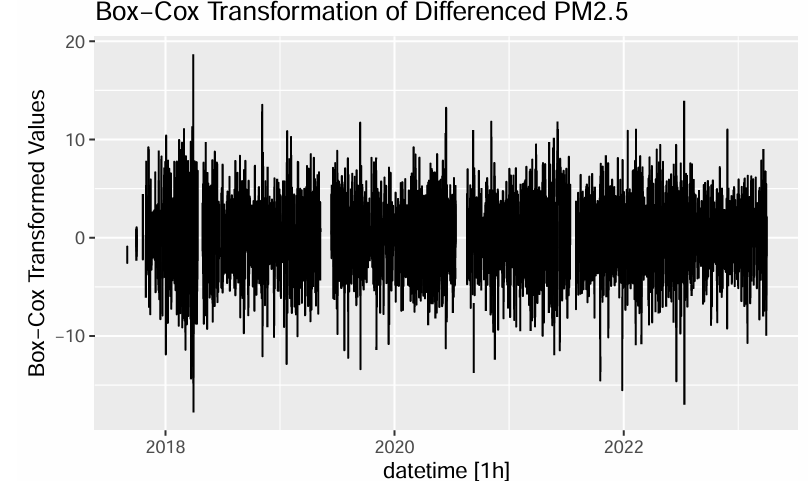 Box−Cox Transformation of Differenced PM2.5
20
10
0
−10
Box−Cox Transformed Values
2018
2020
2022
datetime [1h]